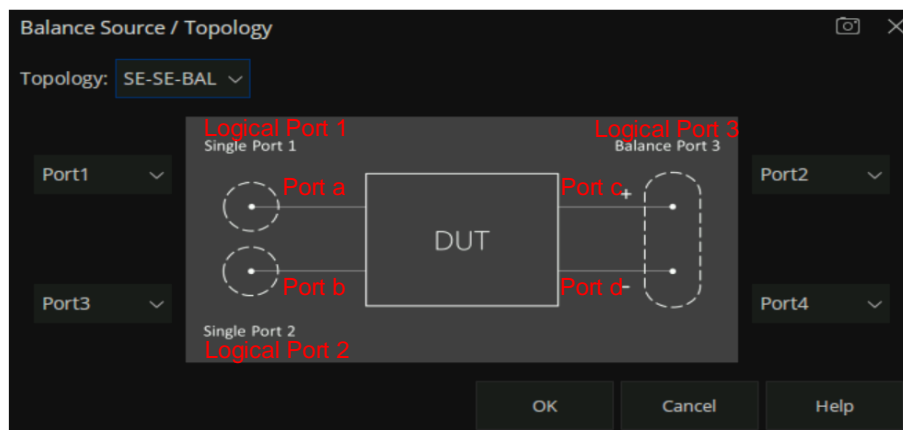 Balance Source / Topology
Topology: SE-SE-BAL
Logical Port 1
Single Port 1
Logical Port 3
Balance Port 3
Port1
Port a
Port c
+
Port2
DUT
Port3
Port b
Port d
-
Port4
Single Port 2
Logical Port 2
OK
Cancel
Help